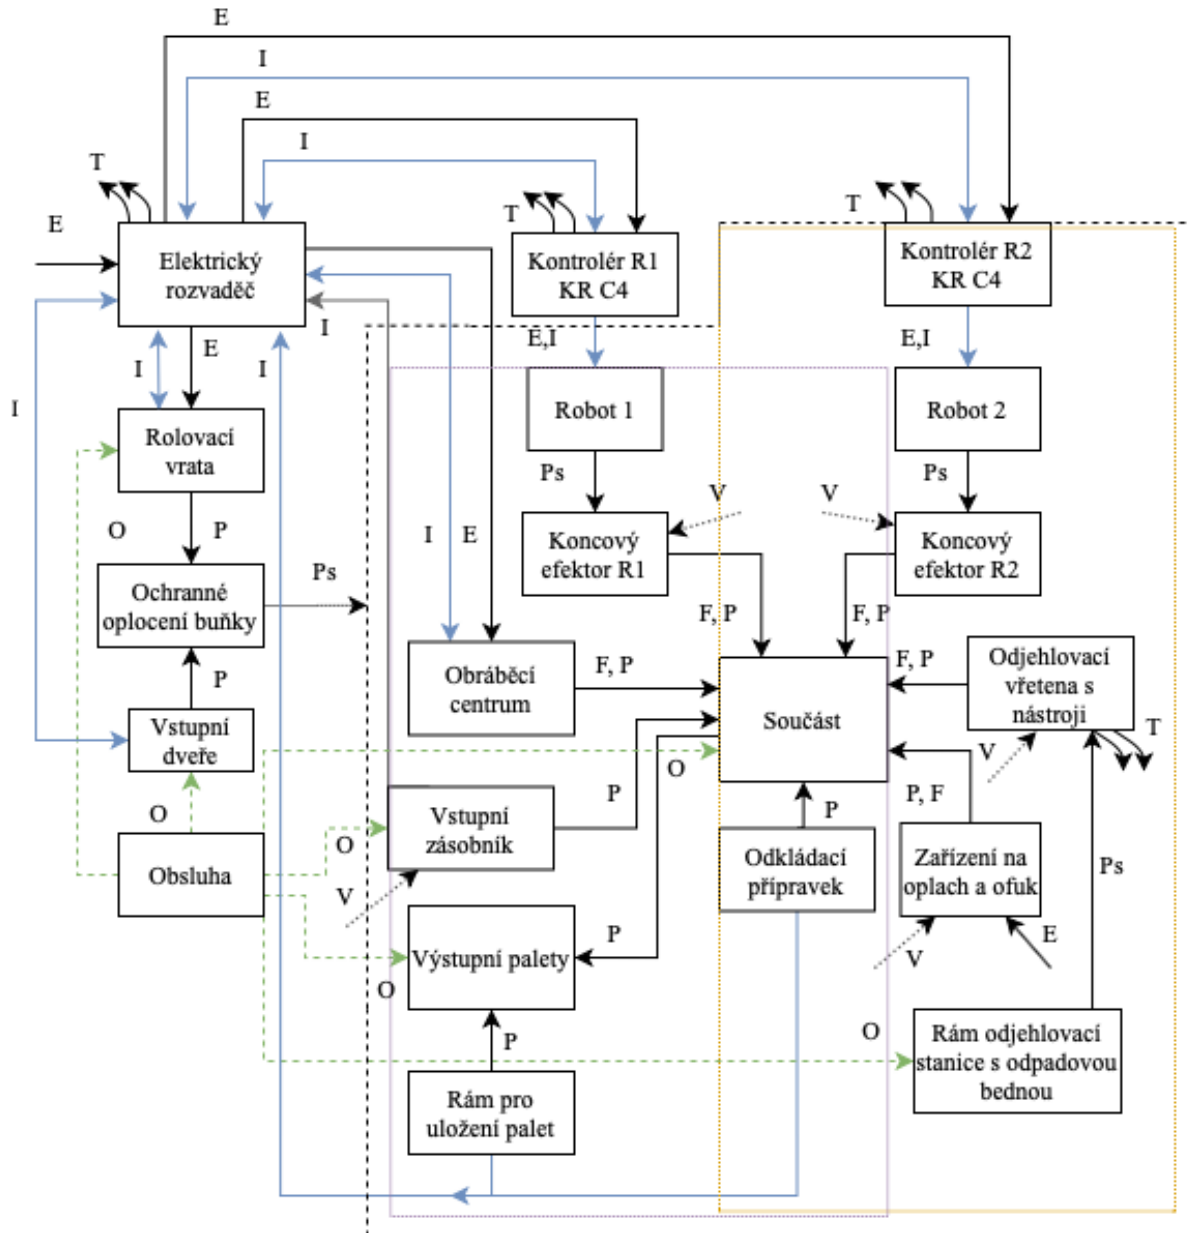 E
I
E
I
T
T
T
E
Elektrický
rozvaděč
Kontrolér R1
KR C4
Kontrolér R2
KR C4
I
I
E
I
I
E,I
E,I
Rolovací
vrata
Robot 1
Robot 2
Ps
Ps
V
V
O
P
I
E
Koncový
efektor R1
Koncový
efektor R2
Ochranné
oplocení buňky
Ps
F, P
F, P
P
Obráběcí
centrum
F, P
Součást
F, P
Odjehlovací
vřetena s
nástroji
T
Vstupní
dveře
O
V
O
P
P
P, F
Vstupní
zásobník
Odkládací
přípravek
Zařízení na
oplach a ofuk
Ps
Obsluha
O
V
P
E
V
Výstupní palety
O
O
P
Rám odjehlovací
stanice s odpadovou
bednou
Rám pro
uložení palet